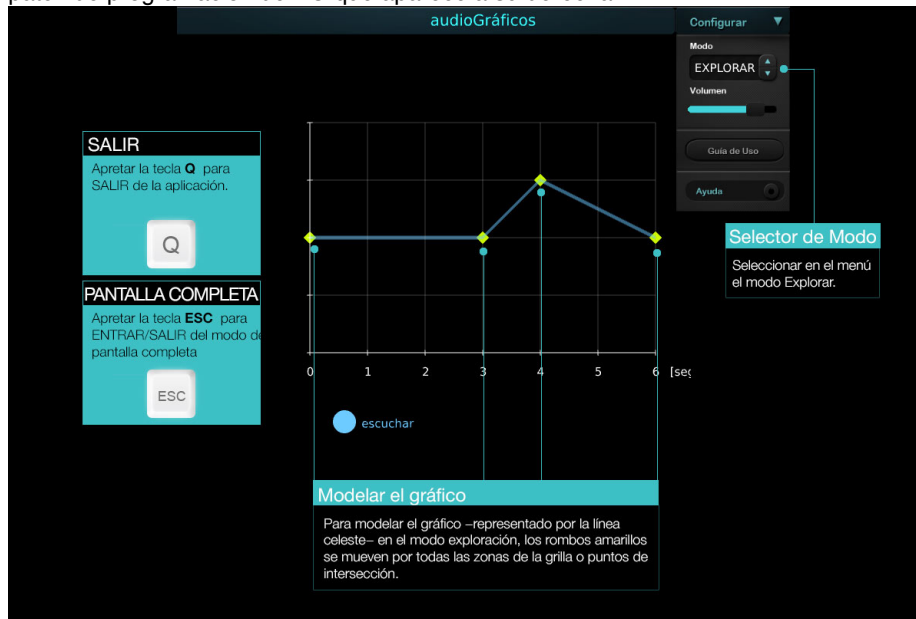 audioGráficos
Configurar
Modo
EXPLORAR
Volumen
Guía de Uso
Ayuda
SALIR
Apretar la tecla Q para
SALIR de la aplicación.
Q
PANTALLA COMPLETA
Apretar la tecla ESC para
ENTRAR/SALIR del modo de
pantalla completa
ESC
Selector de Modo
Seleccionar en el menú
el modo Explorar.
0 1 2 3 4 5 6 [seg
escuchar
Modelar el gráfico
Para modelar el gráfico –representado por la línea
celeste– en el modo exploración, los rombos amarillos
se mueven por todas las zonas de la grilla o puntos de
intersección.